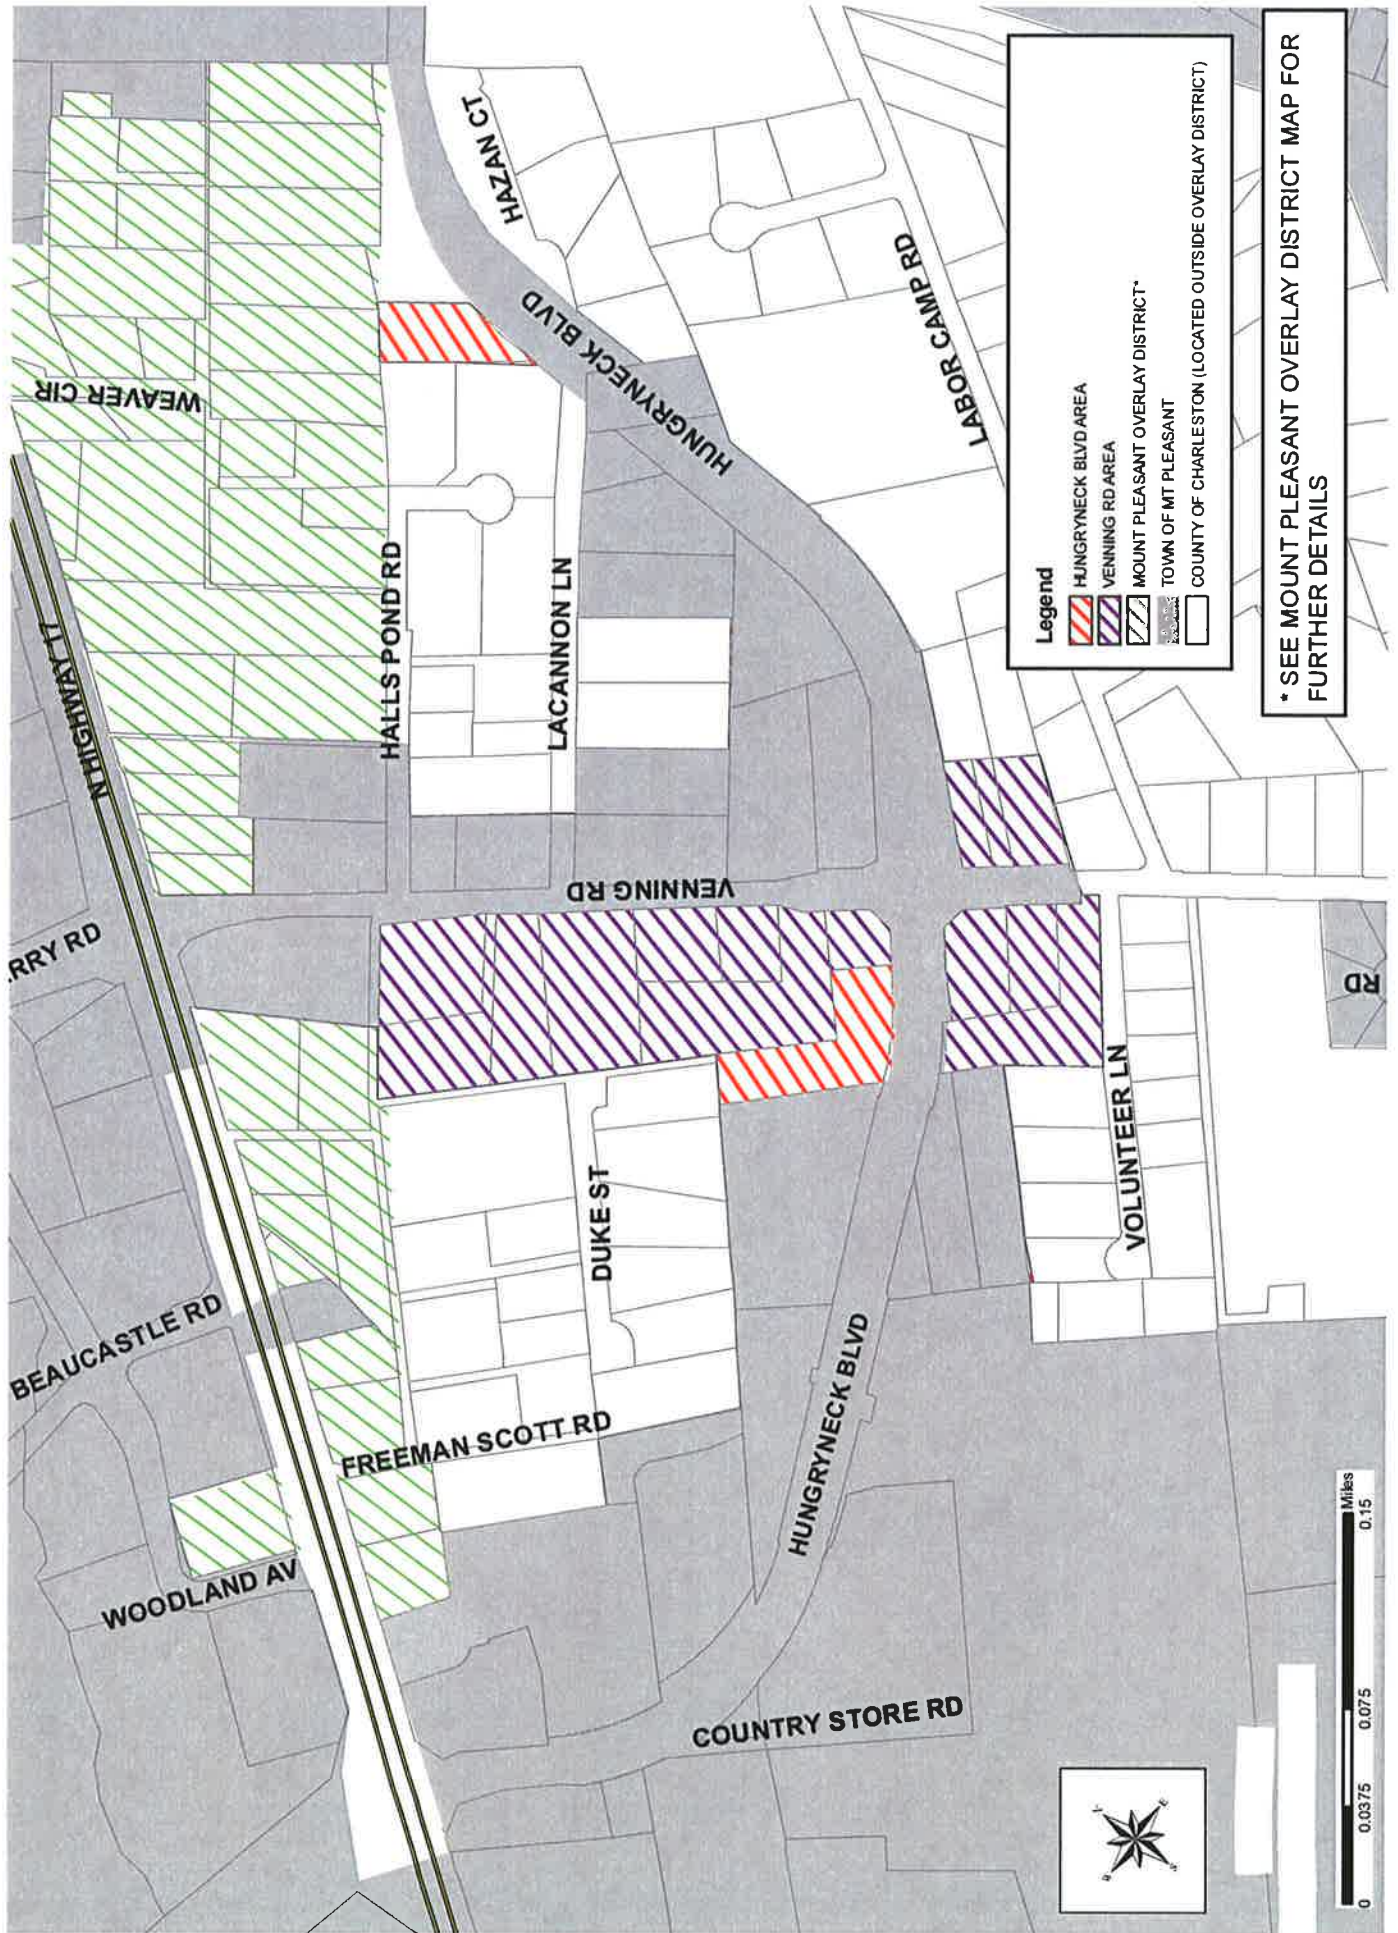 N HIGHWAY 17
WEAVER CIR
HALLS POND RD
LACANNON LN
HAZAN CT
HUNGRYNECK BLVD
LABOR CAMP RD
VENNING RD
RRY RD
BEAUCASTLE RD
WOODLAND AV
FREEMAN SCOTT RD
DUKE ST
HUNGRYNECK BLVD
COUNTRY STORE RD
VOLUNTEER LN
RD
Legend
HUNGRYNECK BLVD AREA
VENNING RD AREA
MOUNT PLEASANT OVERLAY DISTRICT*
TOWN OF MT PLEASANT
COUNTY OF CHARLESTON (LOCATED OUTSIDE OVERLAY DISTRICT)
* SEE MOUNT PLEASANT OVERLAY DISTRICT MAP FOR
FURTHER DETAILS
Miles
0 0.0375 0.075 0.15